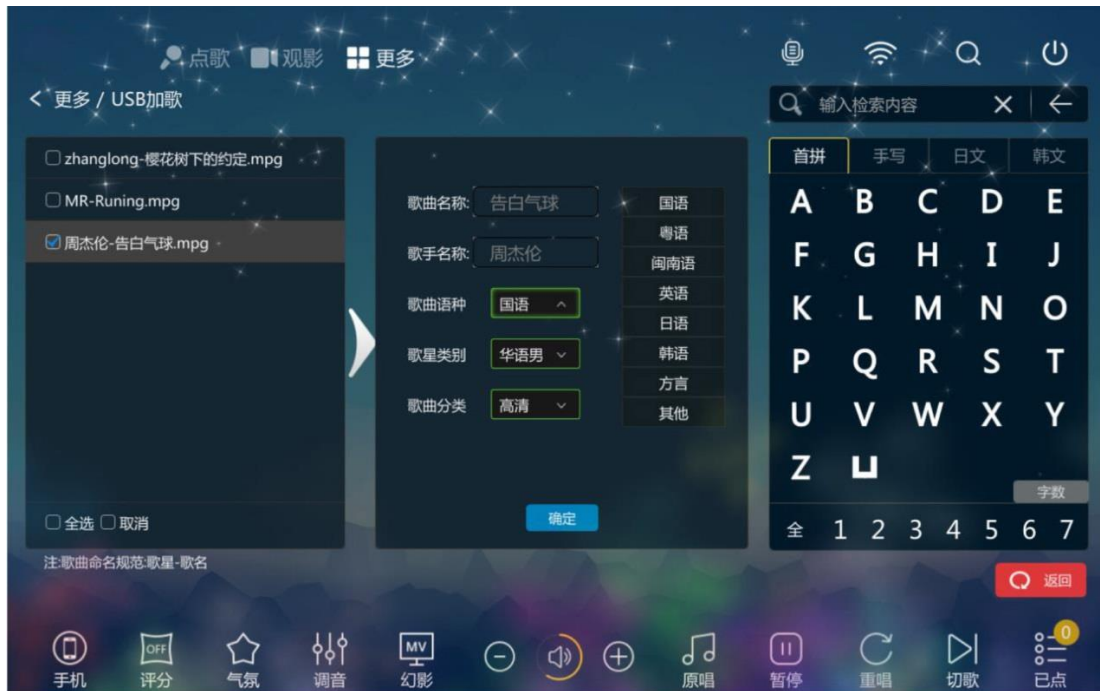 点歌 观影 更多
更多 / USB加歌
输入检索内容
zhanglong-樱花树下的约定.mpg
MR-Runing.mpg
周杰伦-告白气球.mpg
全选 取消
注:歌曲命名规范:歌星-歌名
歌曲名称: 告白气球
歌手名称: 周杰伦
歌曲语种 国语
歌星类别 华语男
歌曲分类 高清
国语
粤语
闽南语
英语
日语
韩语
方言
其他
确定
首拼 手写 日文 韩文
A B C D E
F G H I J
K L M N O
P Q R S T
U V W X Y
Z
字数
全 1 2 3 4 5 6 7
返回
OFF MV 0
手机 评分 气氛 调音 幻影 原唱 暂停 重唱 切歌 已点